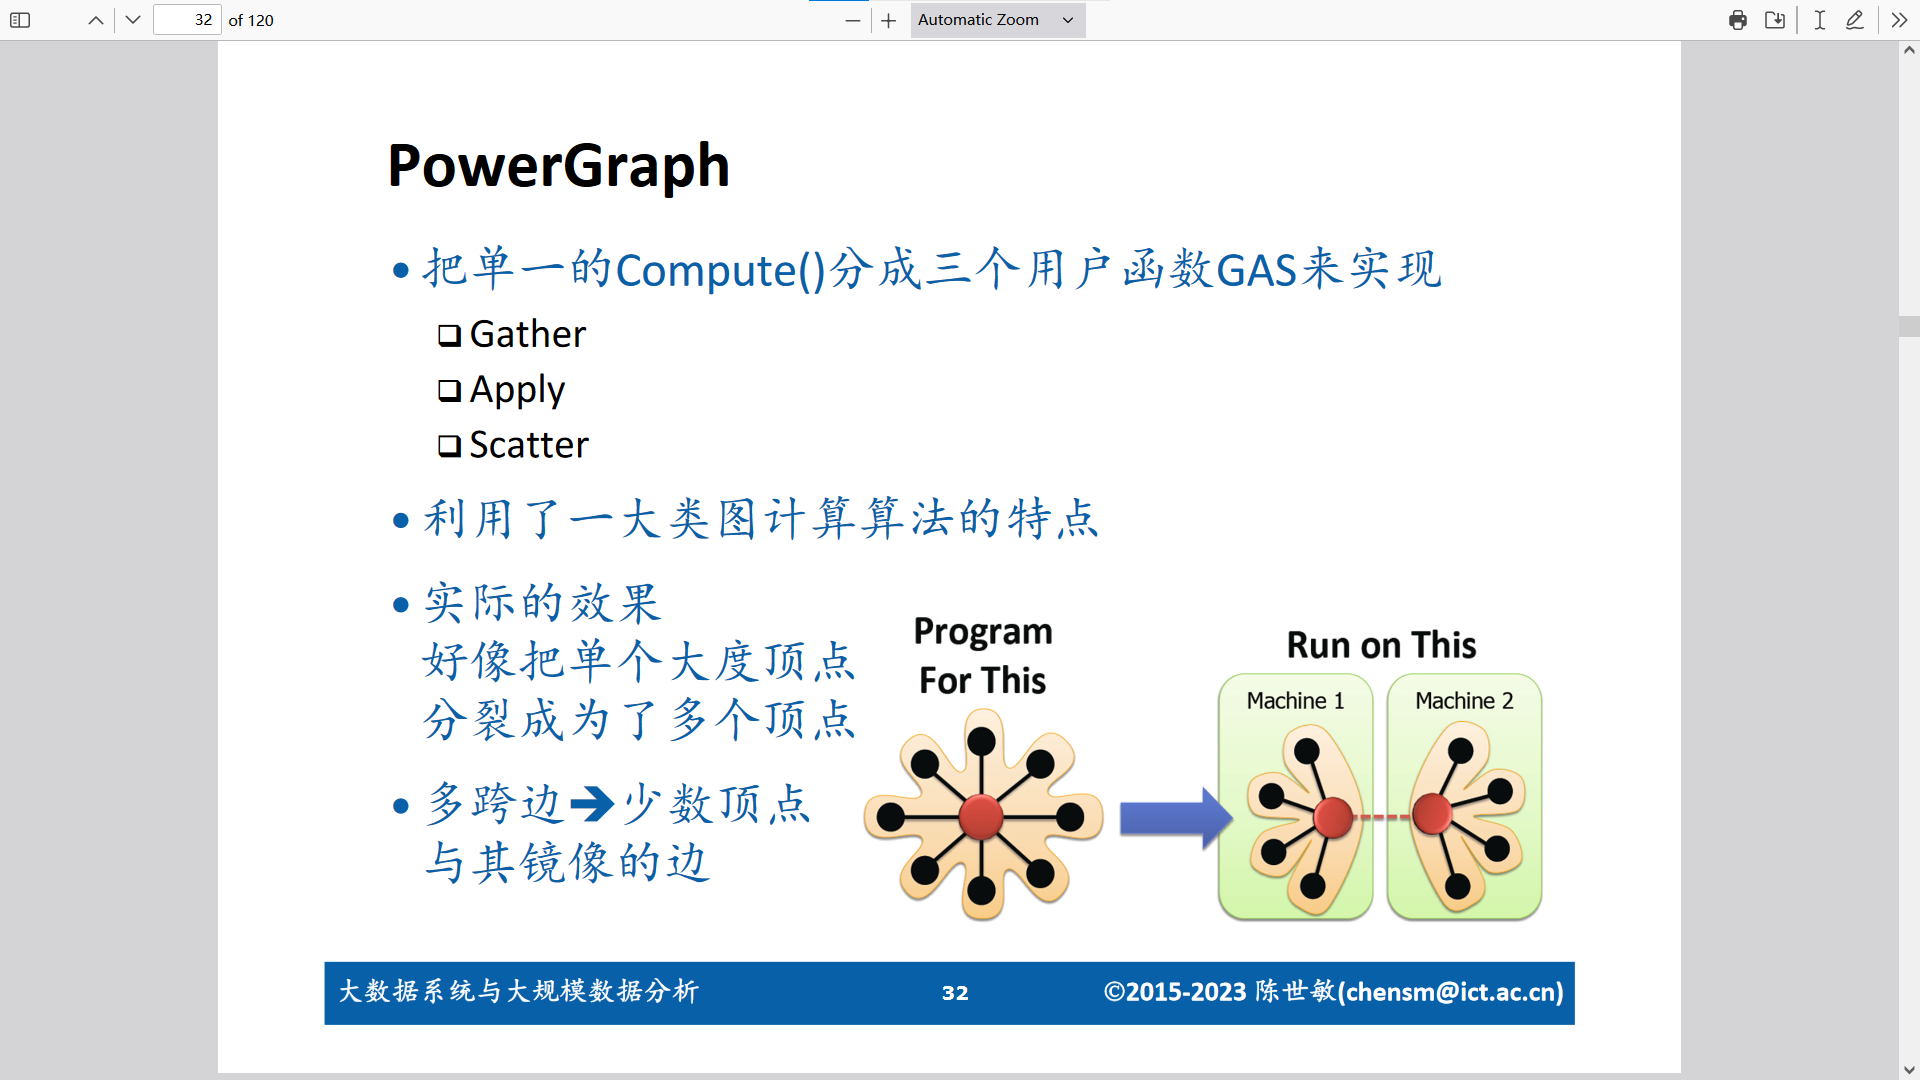 32 of 120 Automatic Zoom
PowerGraph
• 把单一的Compute()分成三个用户函数GAS来实现
❑ Gather
❑ Apply
❑ Scatter
• 利用了一大类图计算算法的特点
• 实际的效果
好像把单个大度顶点
分裂成为了多个顶点
• 多跨边➔少数顶点
与其镜像的边
Program
For This
Run on This
Machine 1
Machine 2
大数据系统与大规模数据分析
32
©2015-2023 陈世敏(chensm@ict.ac.cn)